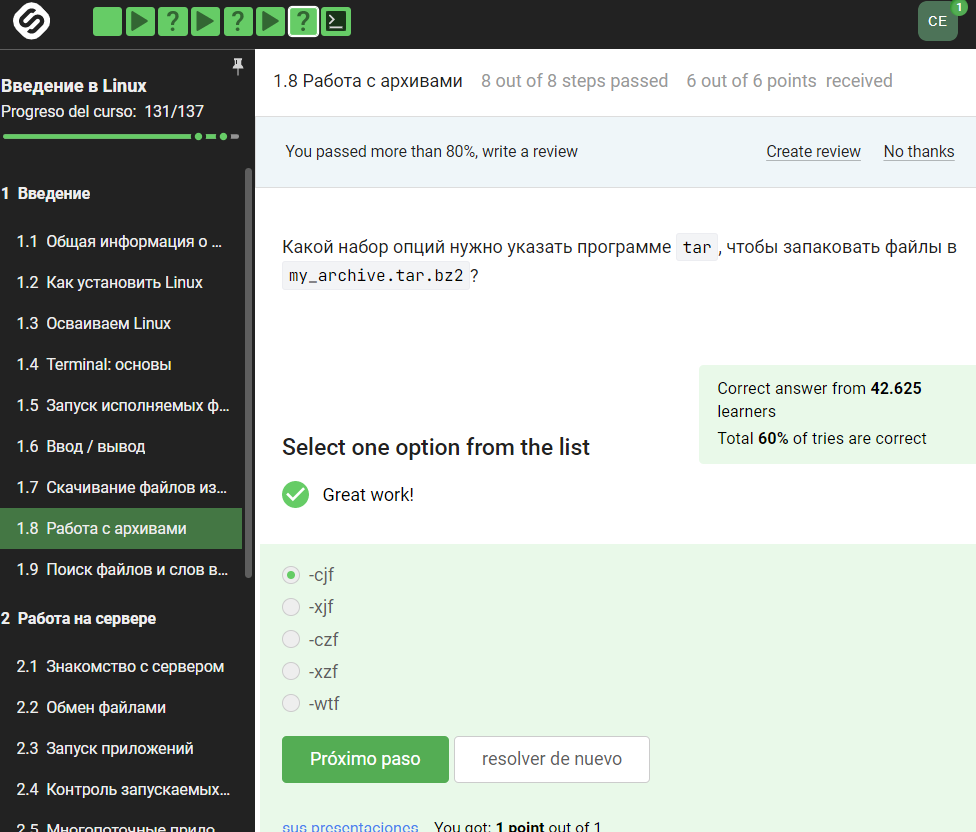 ? ? ?
CE
1
Введение в Linux
Progreso del curso: 131/137
1 Введение
1.1 Общая информация о ...
1.2 Как установить Linux
1.3 Осваиваем Linux
1.4 Terminal: основы
1.5 Запуск исполняемых ф...
1.6 Ввод / вывод
1.7 Скачивание файлов из...
1.8 Работа с архивами
1.9 Поиск файлов и слов в...
2 Работа на сервере
2.1 Знакомство с сервером
2.2 Обмен файлами
2.3 Запуск приложений
2.4 Контроль запускаемых...
2.5 Многопоточные прило...
1.8 Работа с архивами 8 out of 8 steps passed 6 out of 6 points received
You passed more than 80%, write a review Create review No thanks
Какой набор опций нужно указать программе tar, чтобы запаковать файлы в
my_archive.tar.bz2?
Correct answer from 42.625
learners
Total 60% of tries are correct
Select one option from the list
Great work!
-cjf
-xjf
-czf
-xzf
-wtf
Próximo paso resolver de nuevo
sus presentaciones You got: 1 point out of 1